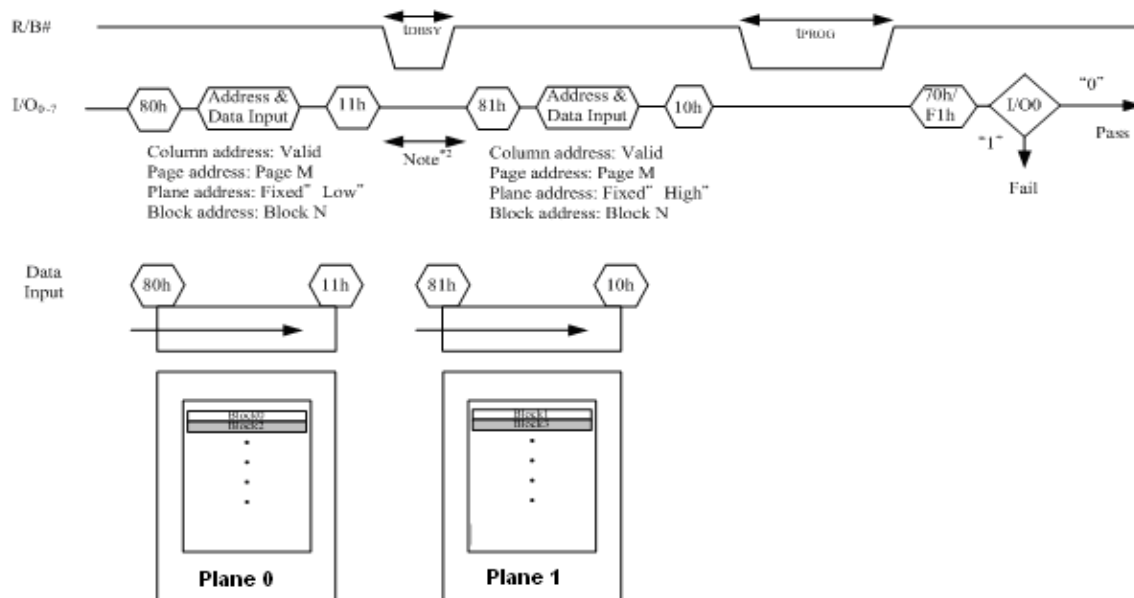 R/B#
tDBSY
tPROG
I/O0~7
80h
Address &
Data Input
11h
81h
Address &
Data Input
10h
70h/
F1h
I/O0
"0"
Pass
"1"
Fail
Note*2
Column address: Valid
Page address: Page M
Plane address: Fixed" Low"
Block address: Block N
Column address: Valid
Page address: Page M
Plane address: Fixed" High"
Block address: Block N
Data
Input
80h
11h
81h
10h
Block0
Block2
Block1
Block3
Plane 0
Plane 1